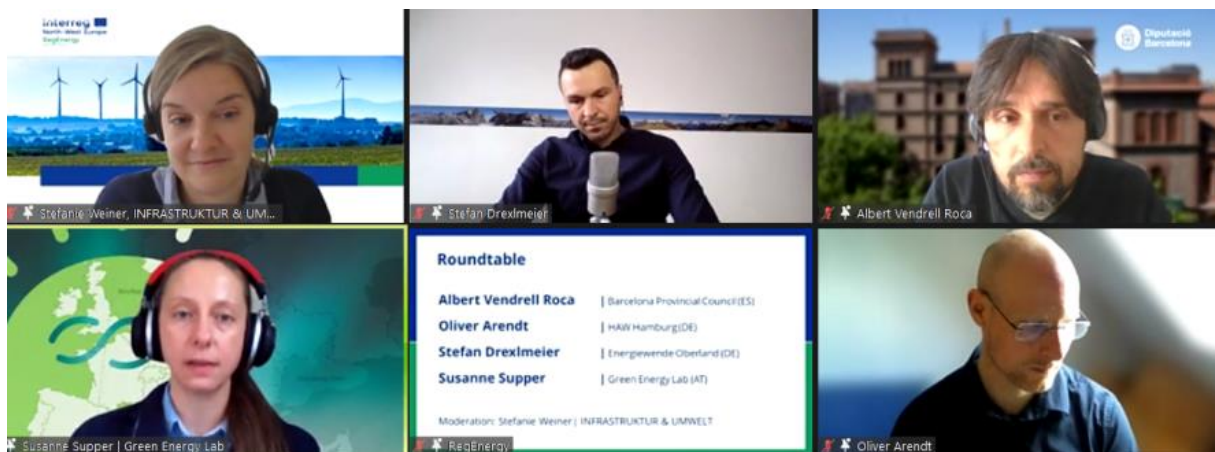 Interreg
North-West Europe
RegEnergy
Diputació
Barcelona
Stefanie Weiner, INFRASTRUKTUR & UM...
Stefan Drexlmeier
Albert Vendrell Roca
Roundtable
Albert Vendrell Roca | Barcelona Provincial Council (ES)
Oliver Arendt | HAW Hamburg (DE)
Stefan Drexlmeier | Energiewende Oberland (DE)
Susanne Supper | Green Energy Lab (AT)
Moderation: Stefanie Weiner | INFRASTRUKTUR & UMWELT
Susanne Supper | Green Energy Lab
RegEnergy
Oliver Arendt